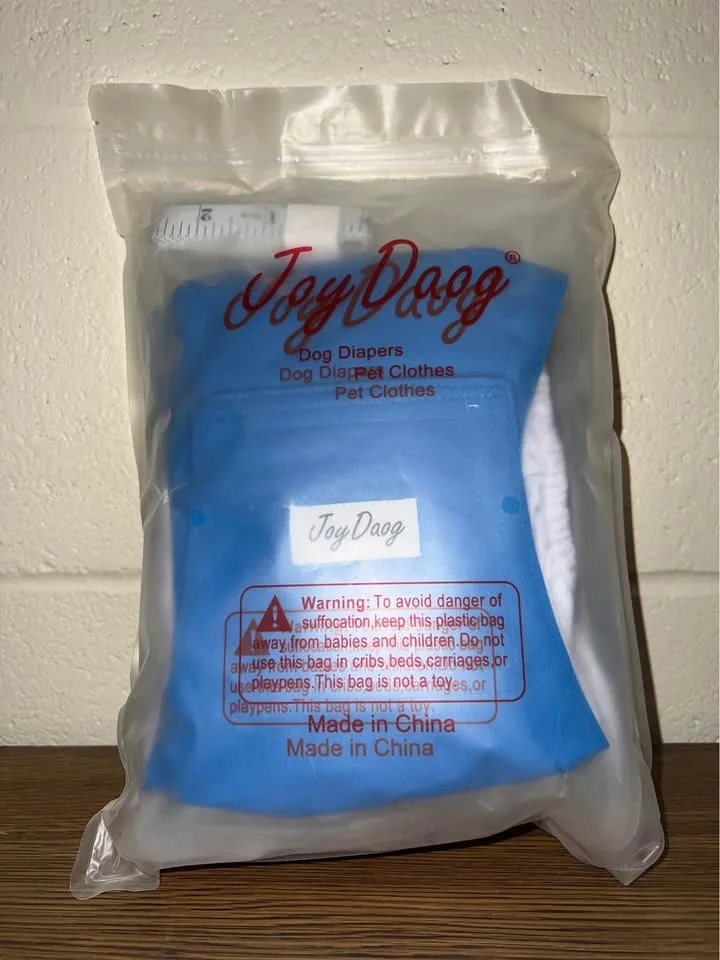 2
JoyDaog®
Dog Diapers
Pet Clothes
JoyDaog
Warning: To avoid danger of
suffocation,keep this plastic bag
away from babies and children.Do not
use this bag in cribs,beds,carriages,or
playpens.This bag is not a toy.
Made in China